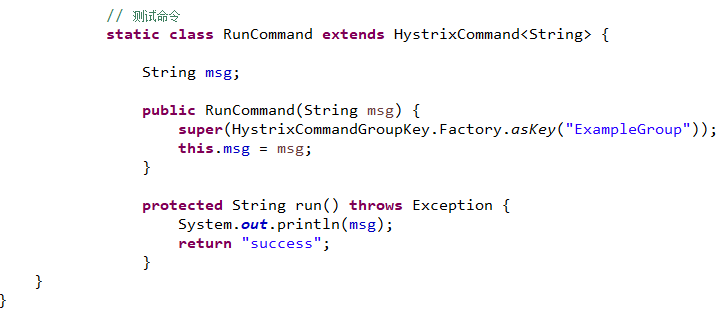 // 测试命令
static class RunCommand extends HystrixCommand<String> {
String msg;
public RunCommand(String msg) {
super(HystrixCommandGroupKey.Factory.asKey("ExampleGroup"));
this.msg = msg;
}
protected String run() throws Exception {
System.out.println(msg);
return "success";
}
}
}